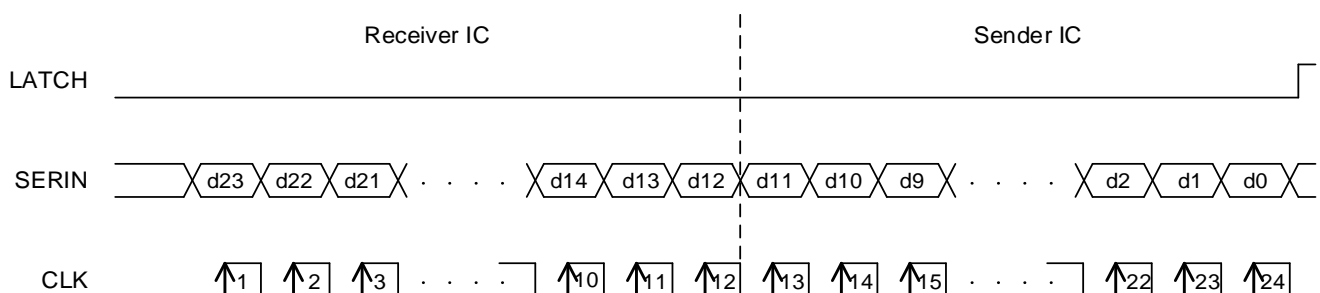 Receiver IC Sender IC
LATCH
SERIN d23 d22 d21 . . . . d14 d13 d12 d11 d10 d9 . . . . d2 d1 d0
CLK 1 2 3 . . . . 10 11 12 13 14 15 . . . . 22 23 24